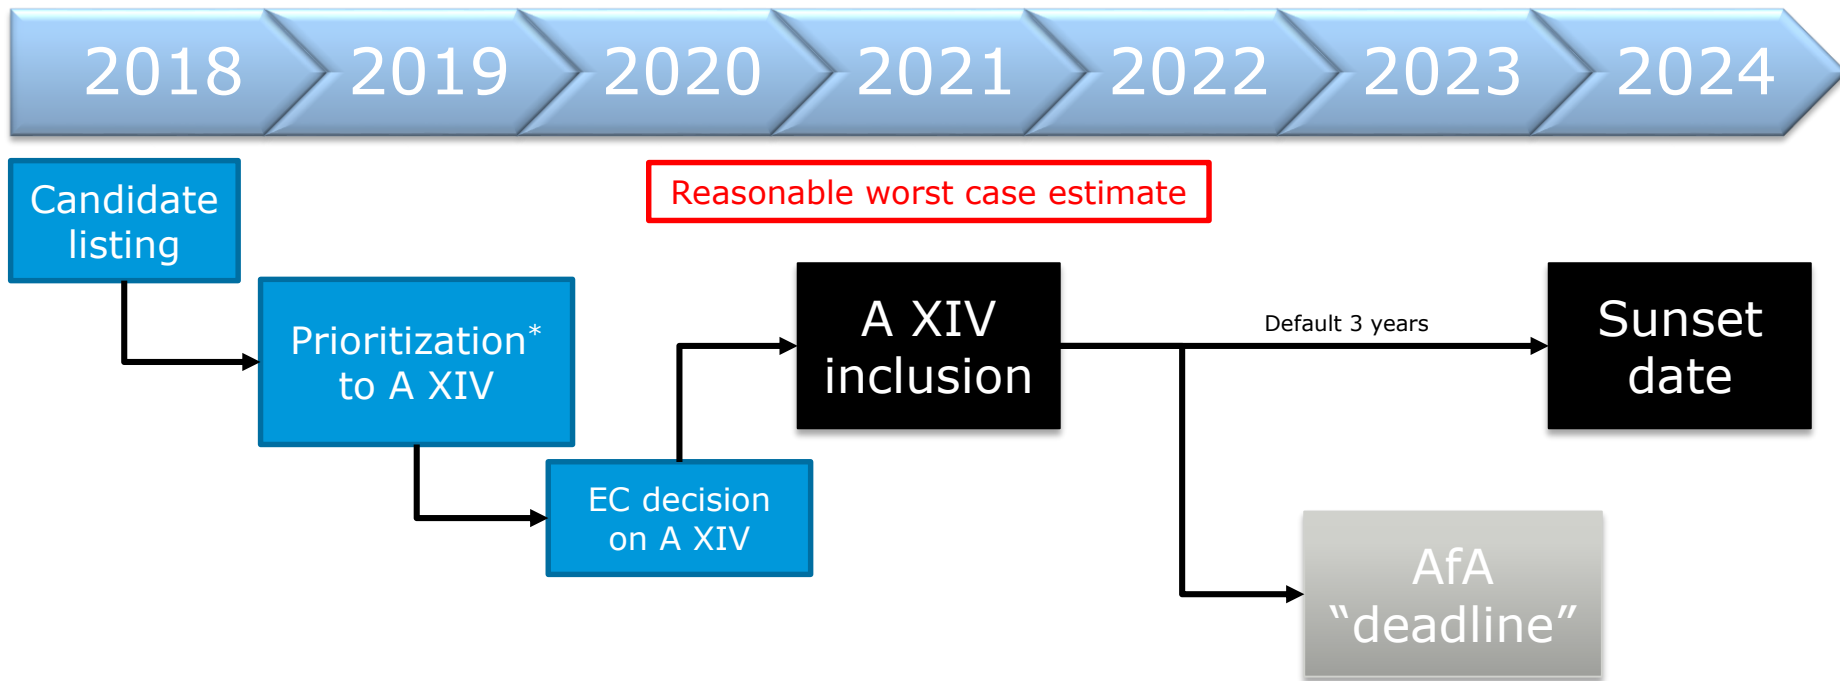 2018 2019 2020 2021 2022 2023 2024
Candidate
listing
Reasonable worst case estimate
Prioritization*
to A XIV
EC decision
on A XIV
A XIV
inclusion
Default 3 years
Sunset
date
AfA
“deadline”